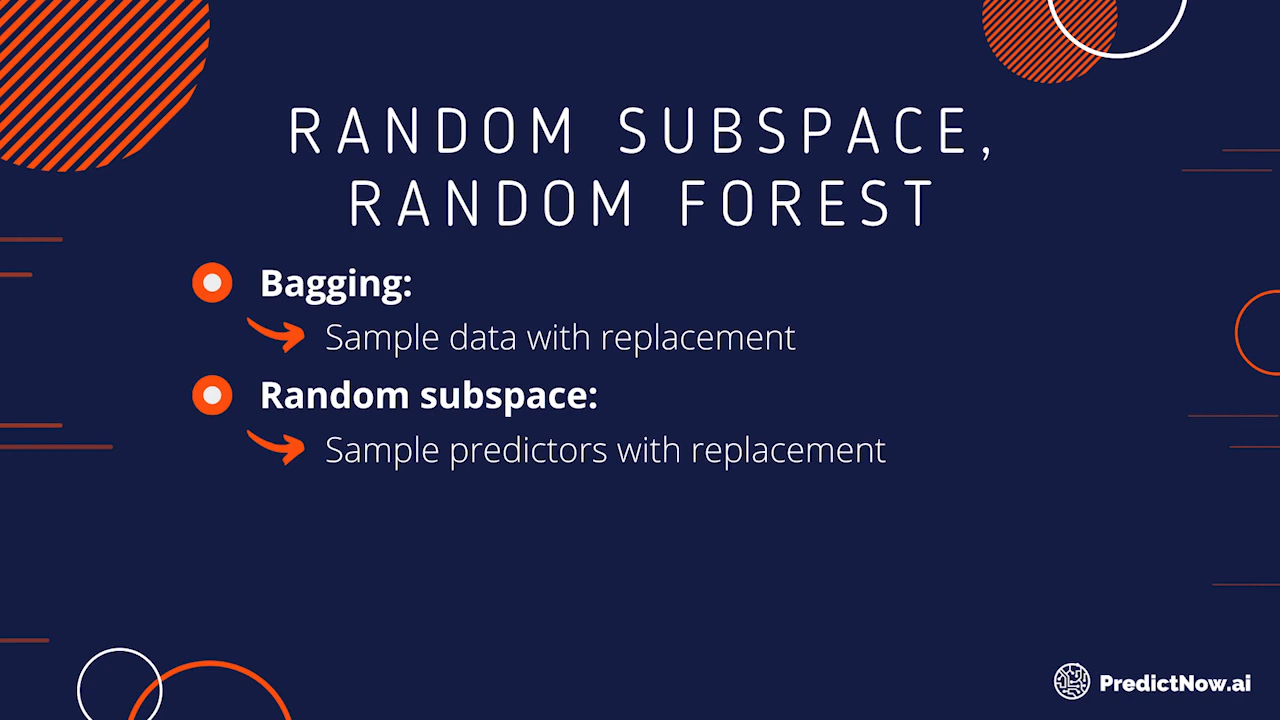 RANDOM SUBSPACE,
RANDOM FOREST
Bagging:
Sample data with replacement
Random subspace:
Sample predictors with replacement
PredictNow.ai